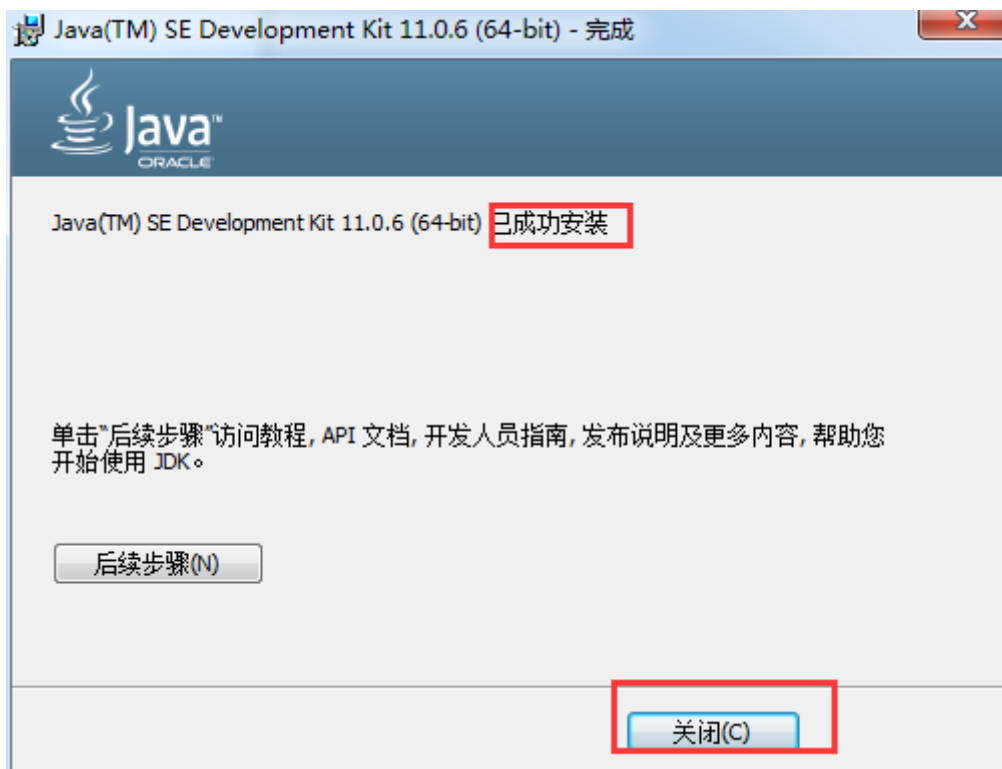 Java(TM) SE Development Kit 11.0.6 (64-bit) - 完成
Java™
ORACLE
Java(TM) SE Development Kit 11.0.6 (64-bit) 已成功安装
单击"后续步骤"访问教程, API 文档, 开发人员指南, 发布说明及更多内容, 帮助您
开始使用 JDK。
后续步骤(N)
关闭(C)